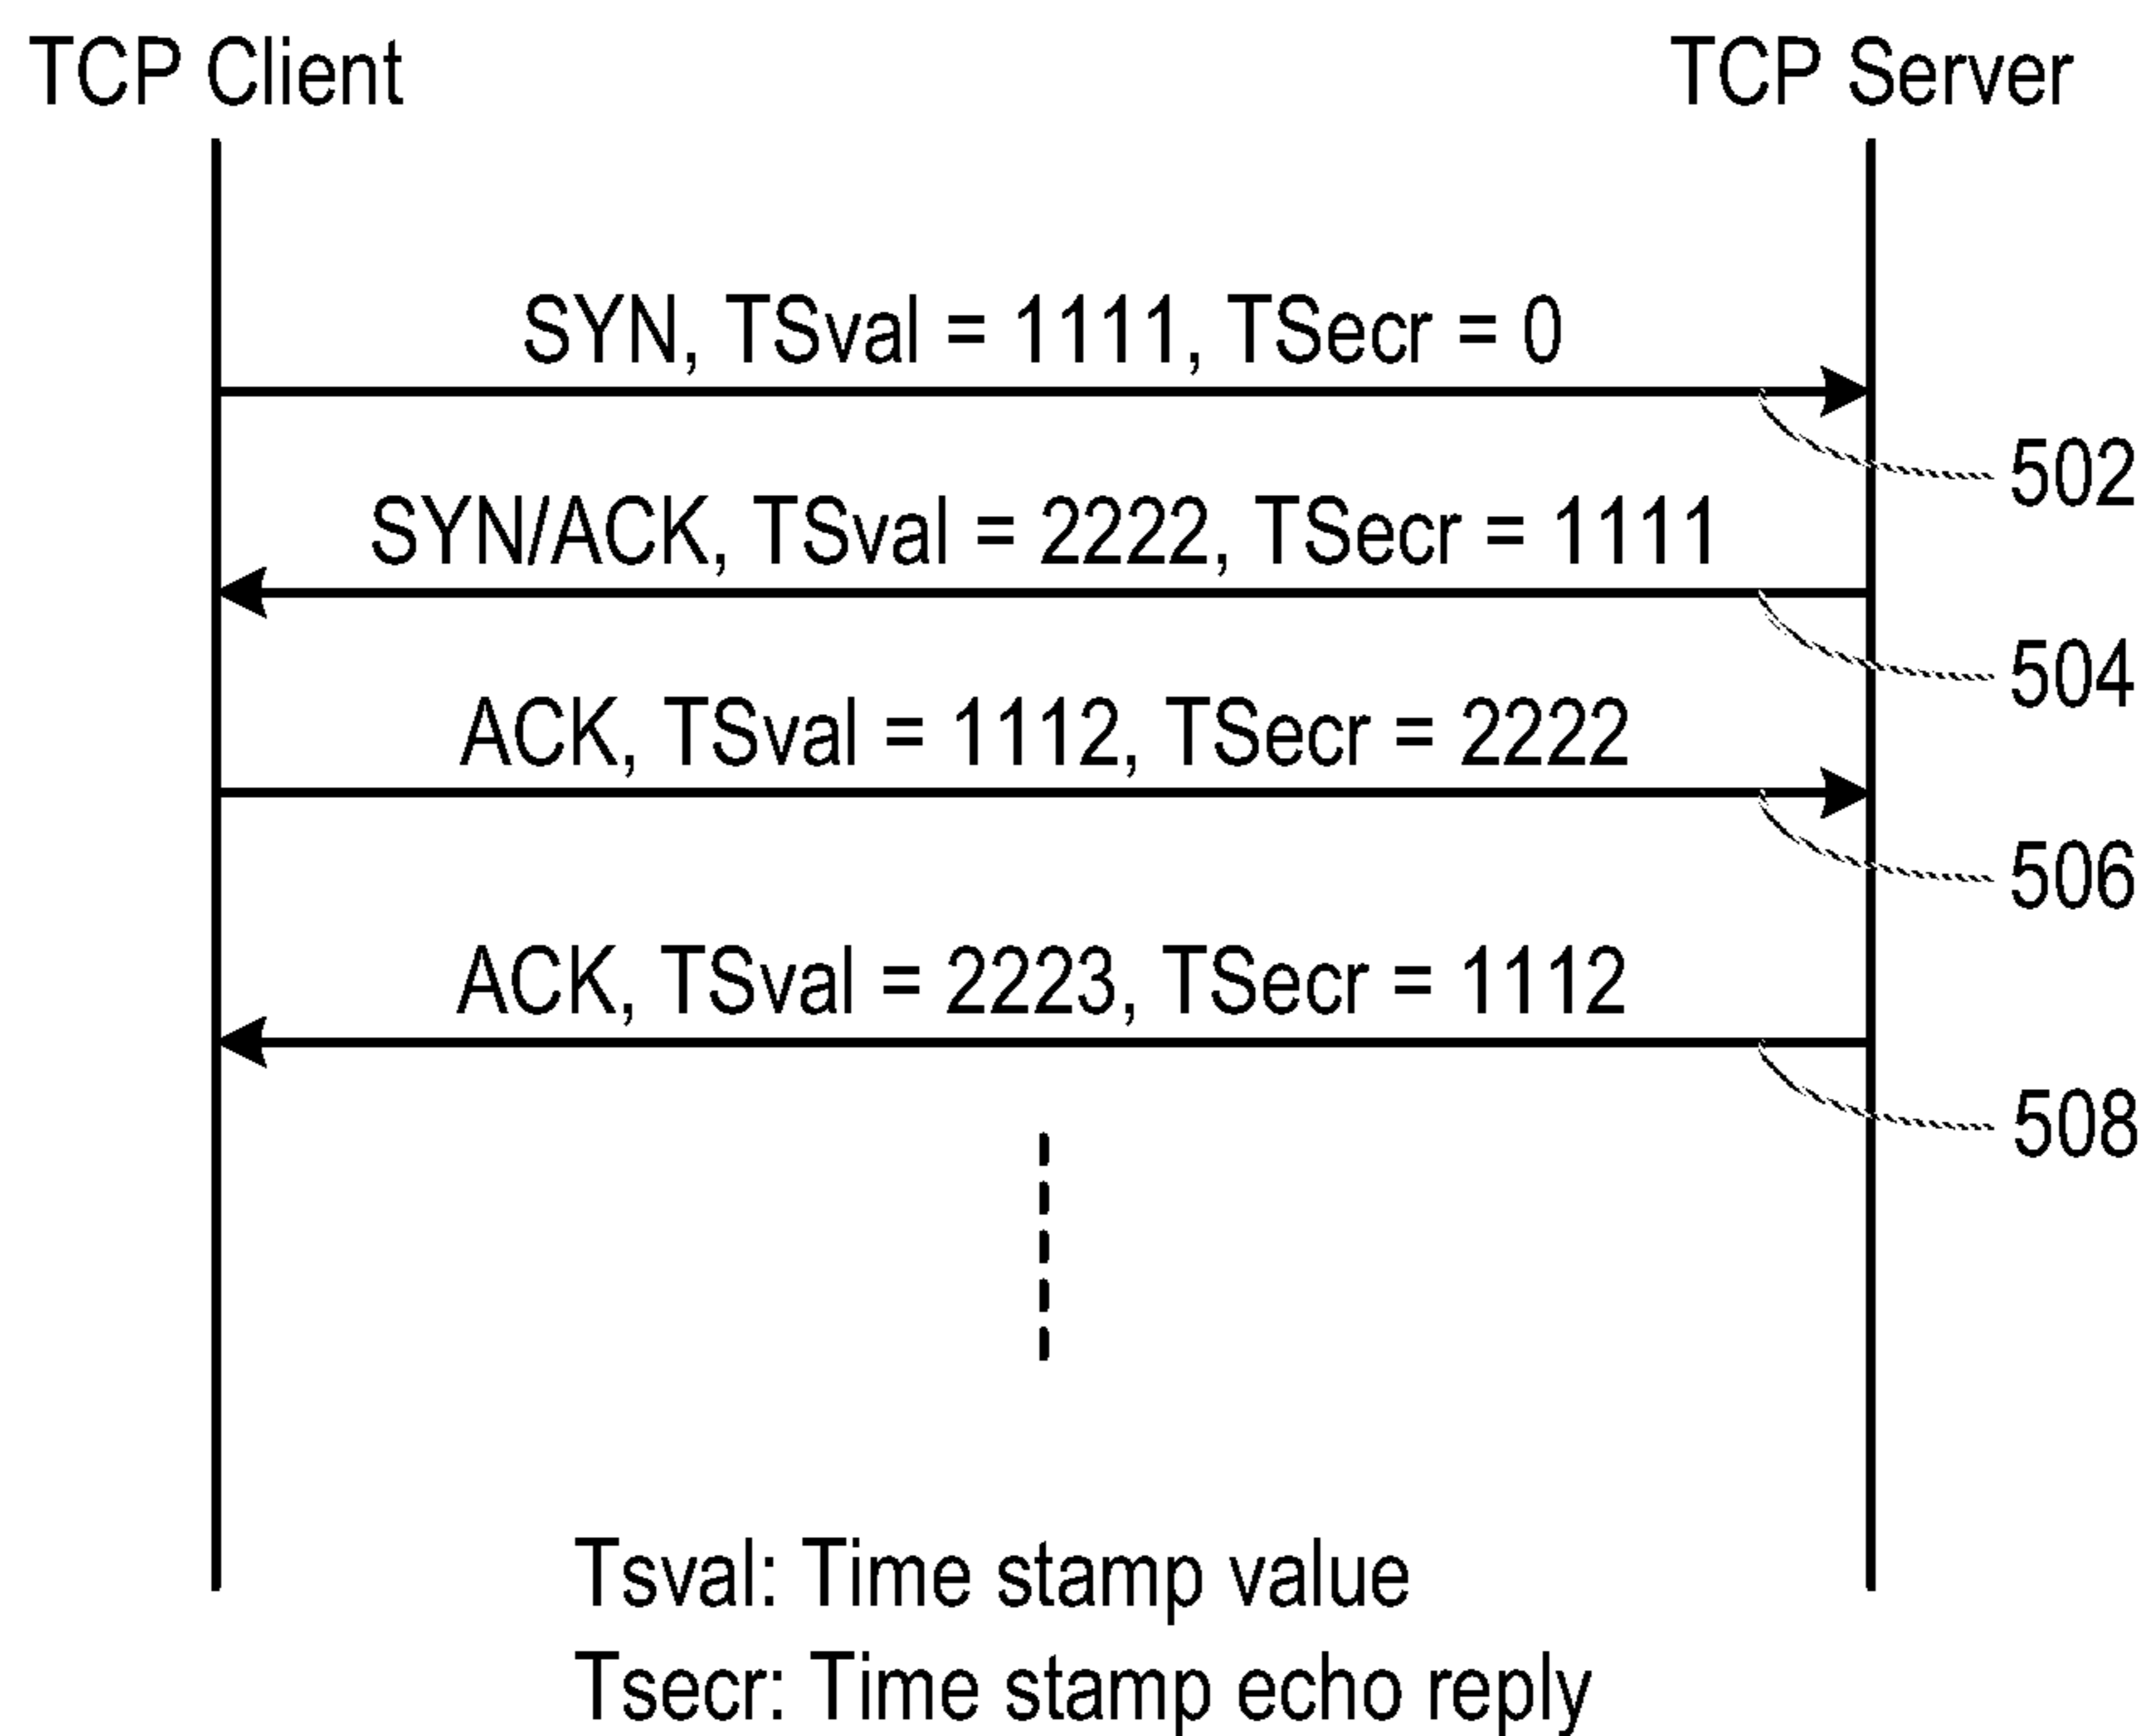 TCP Client
TCP Server
SYN, TSval = 1111, TSecr = 0
502
SYN/ACK, TSval = 2222, TSecr = 1111
504
ACK, TSval = 1112, TSecr = 2222
506
ACK, TSval = 2223, TSecr = 1112
508
Tsval: Time stamp value
Tsecr: Time stamp echo reply